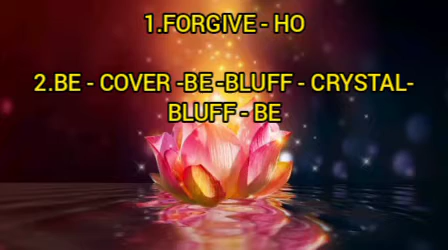 1.FORGIVE - HO
2.BE - COVER -BE -BLUFF - CRYSTAL-
BLUFF - BE